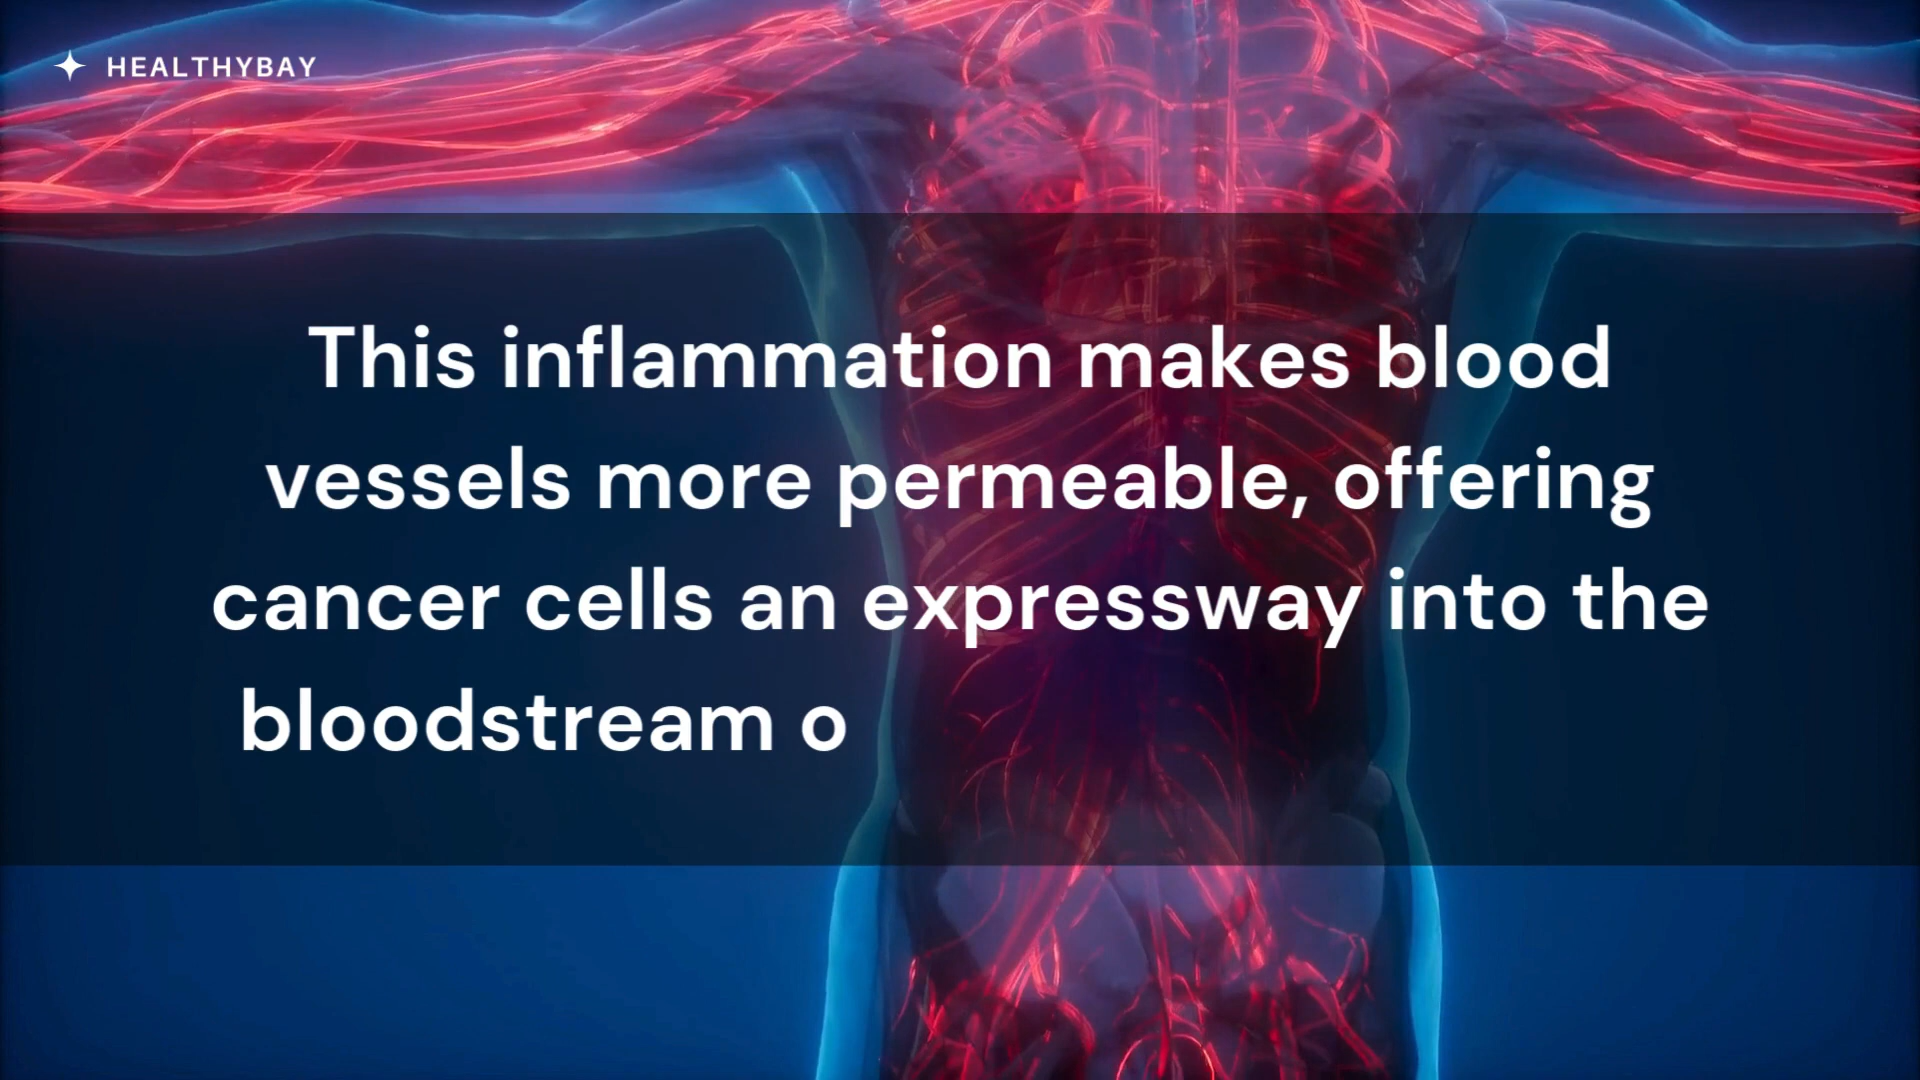 HEALTHYBAY
This inflammation makes blood
vessels more permeable, offering
cancer cells an expressway into the
bloodstream o